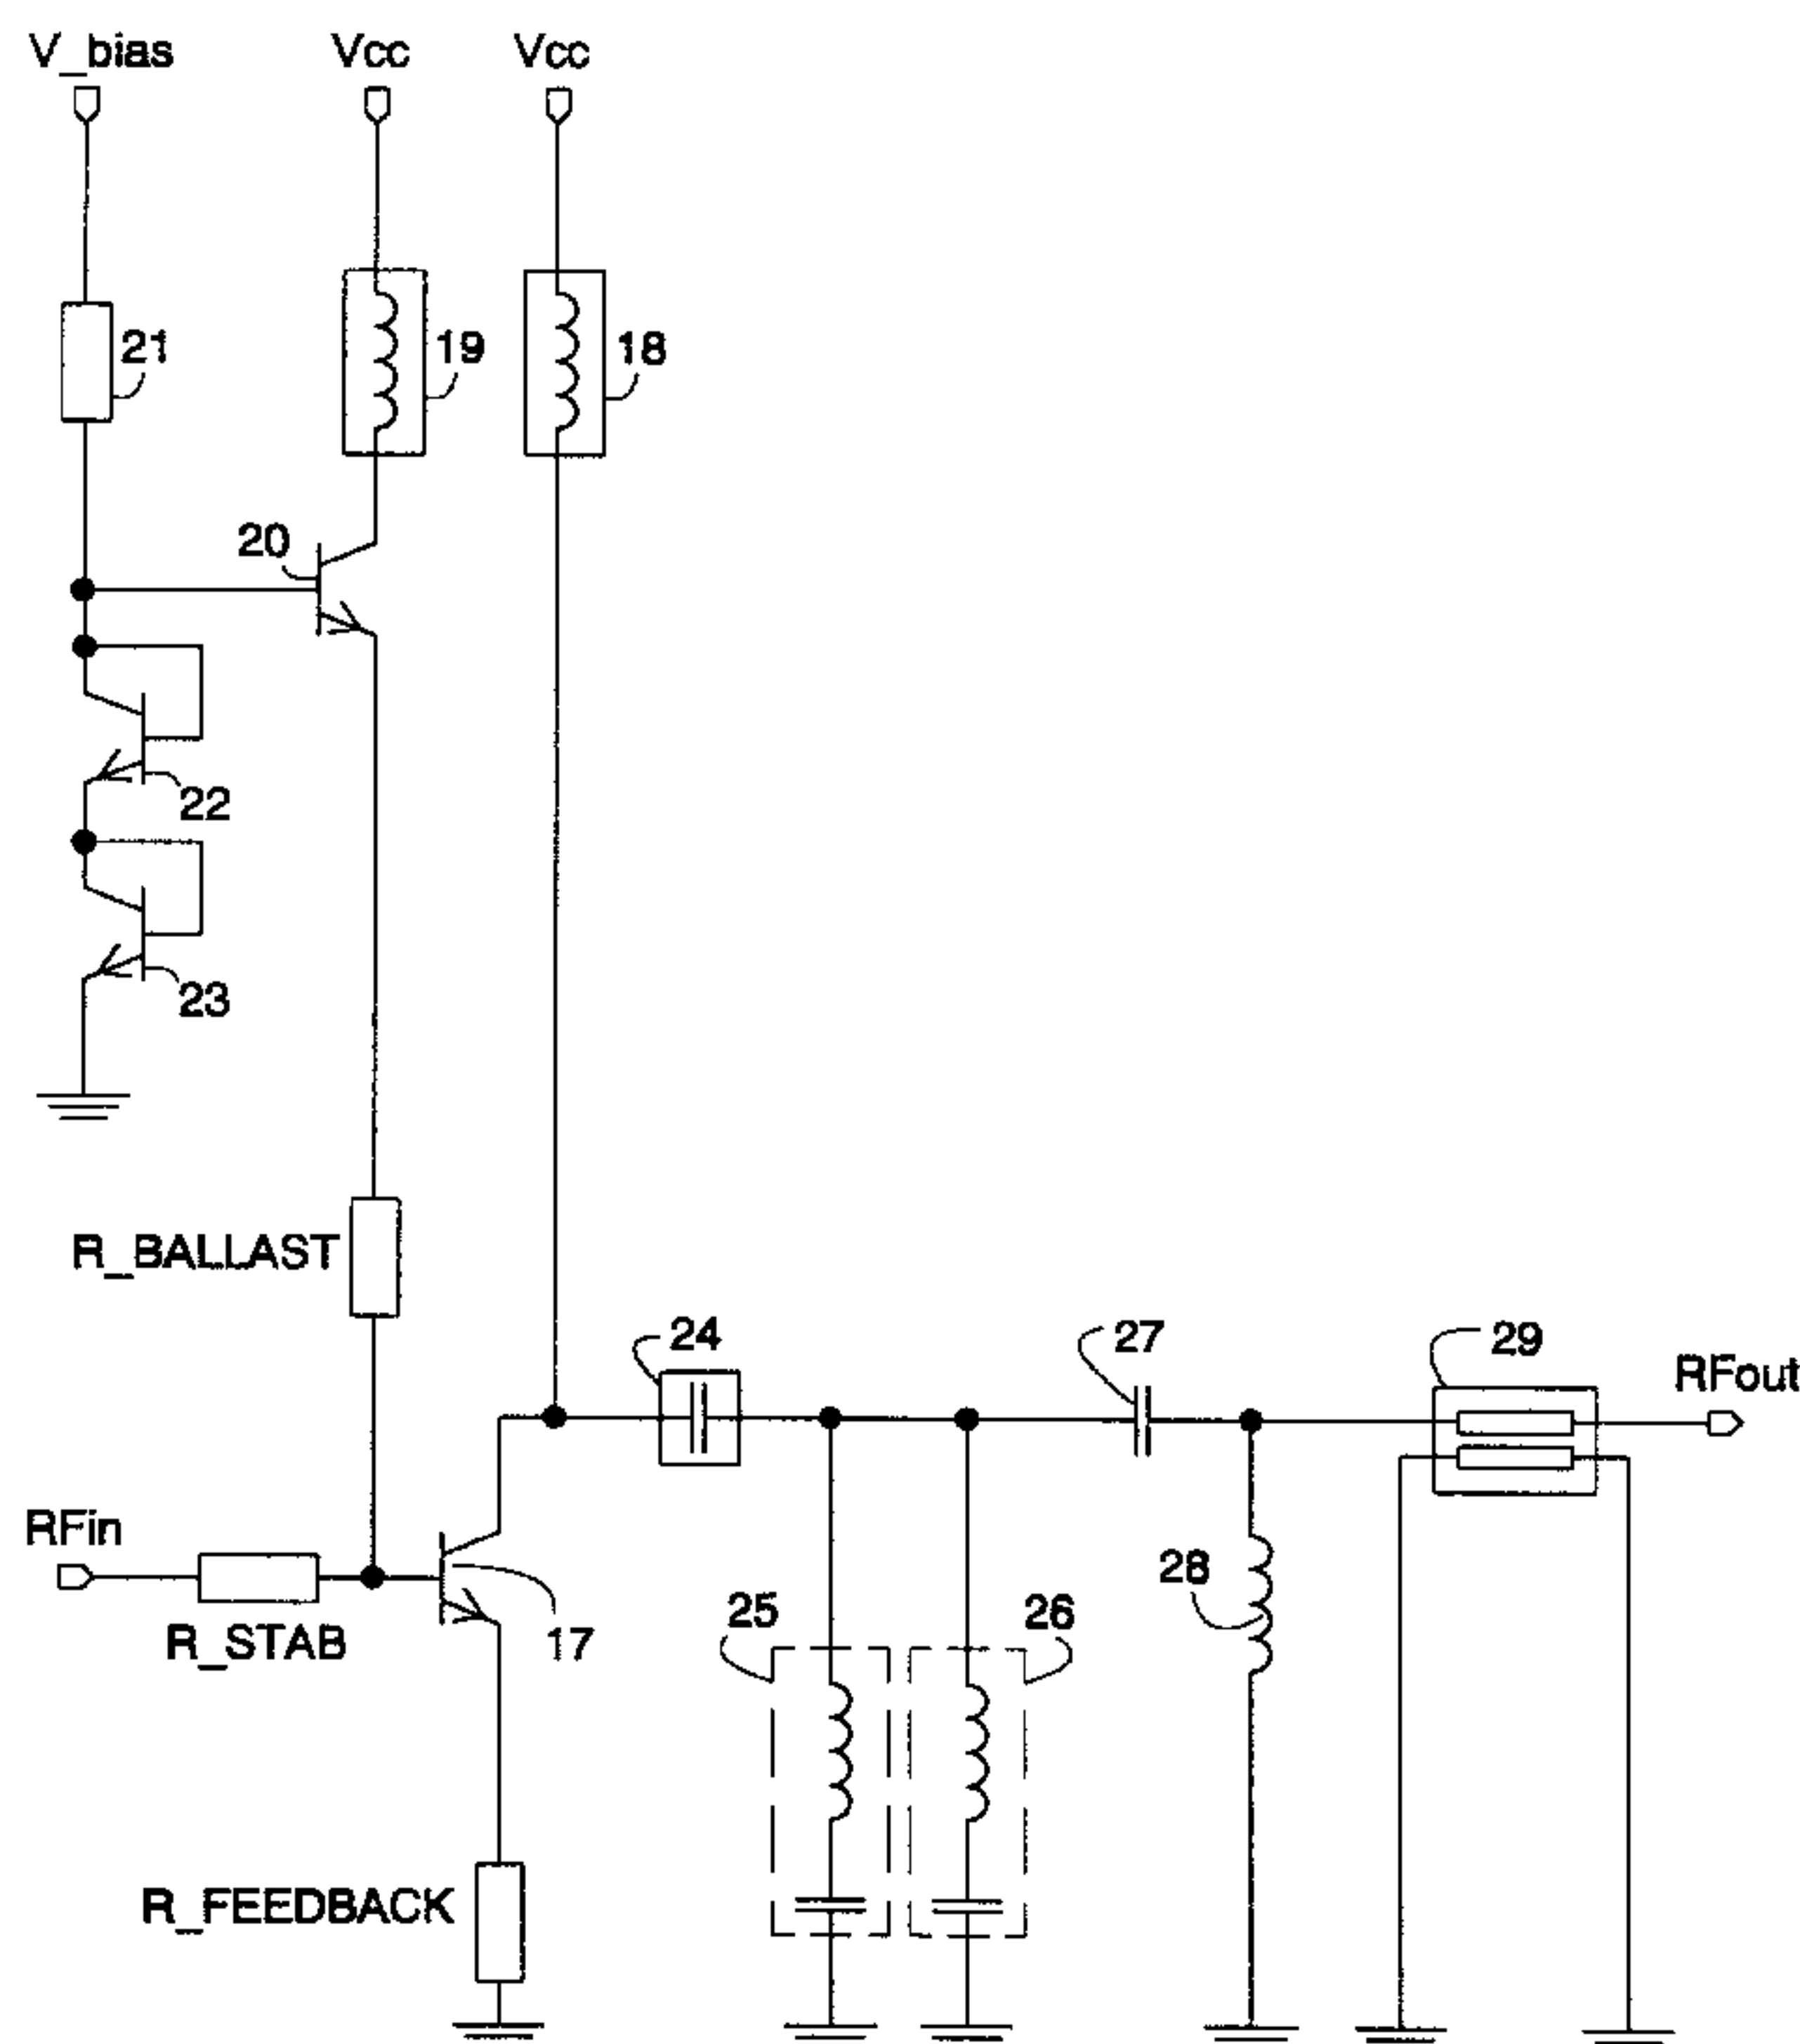 V_bias
Vcc
Vcc
21
19
18
20
22
23
R_BALLAST
24
27
29
RFout
RFin
R_STAB
17
25
26
28
R_FEEDBACK